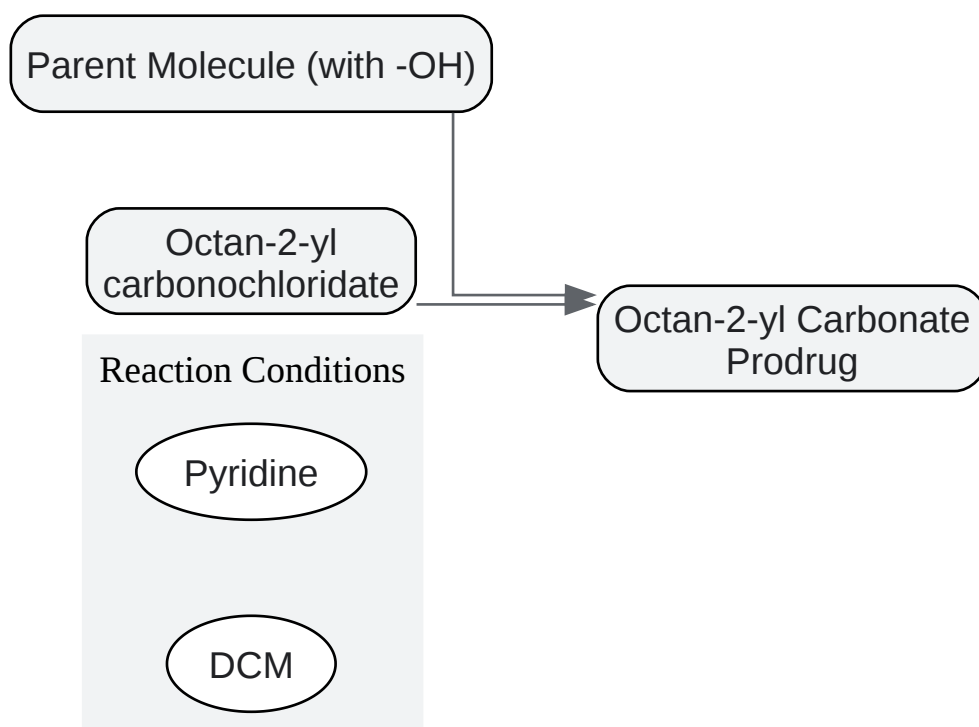 Parent Molecule (with -OH)
Octan-2-yl
carbonochloridate
Octan-2-yl Carbonate
Prodrug
Reaction Conditions
Pyridine
DCM